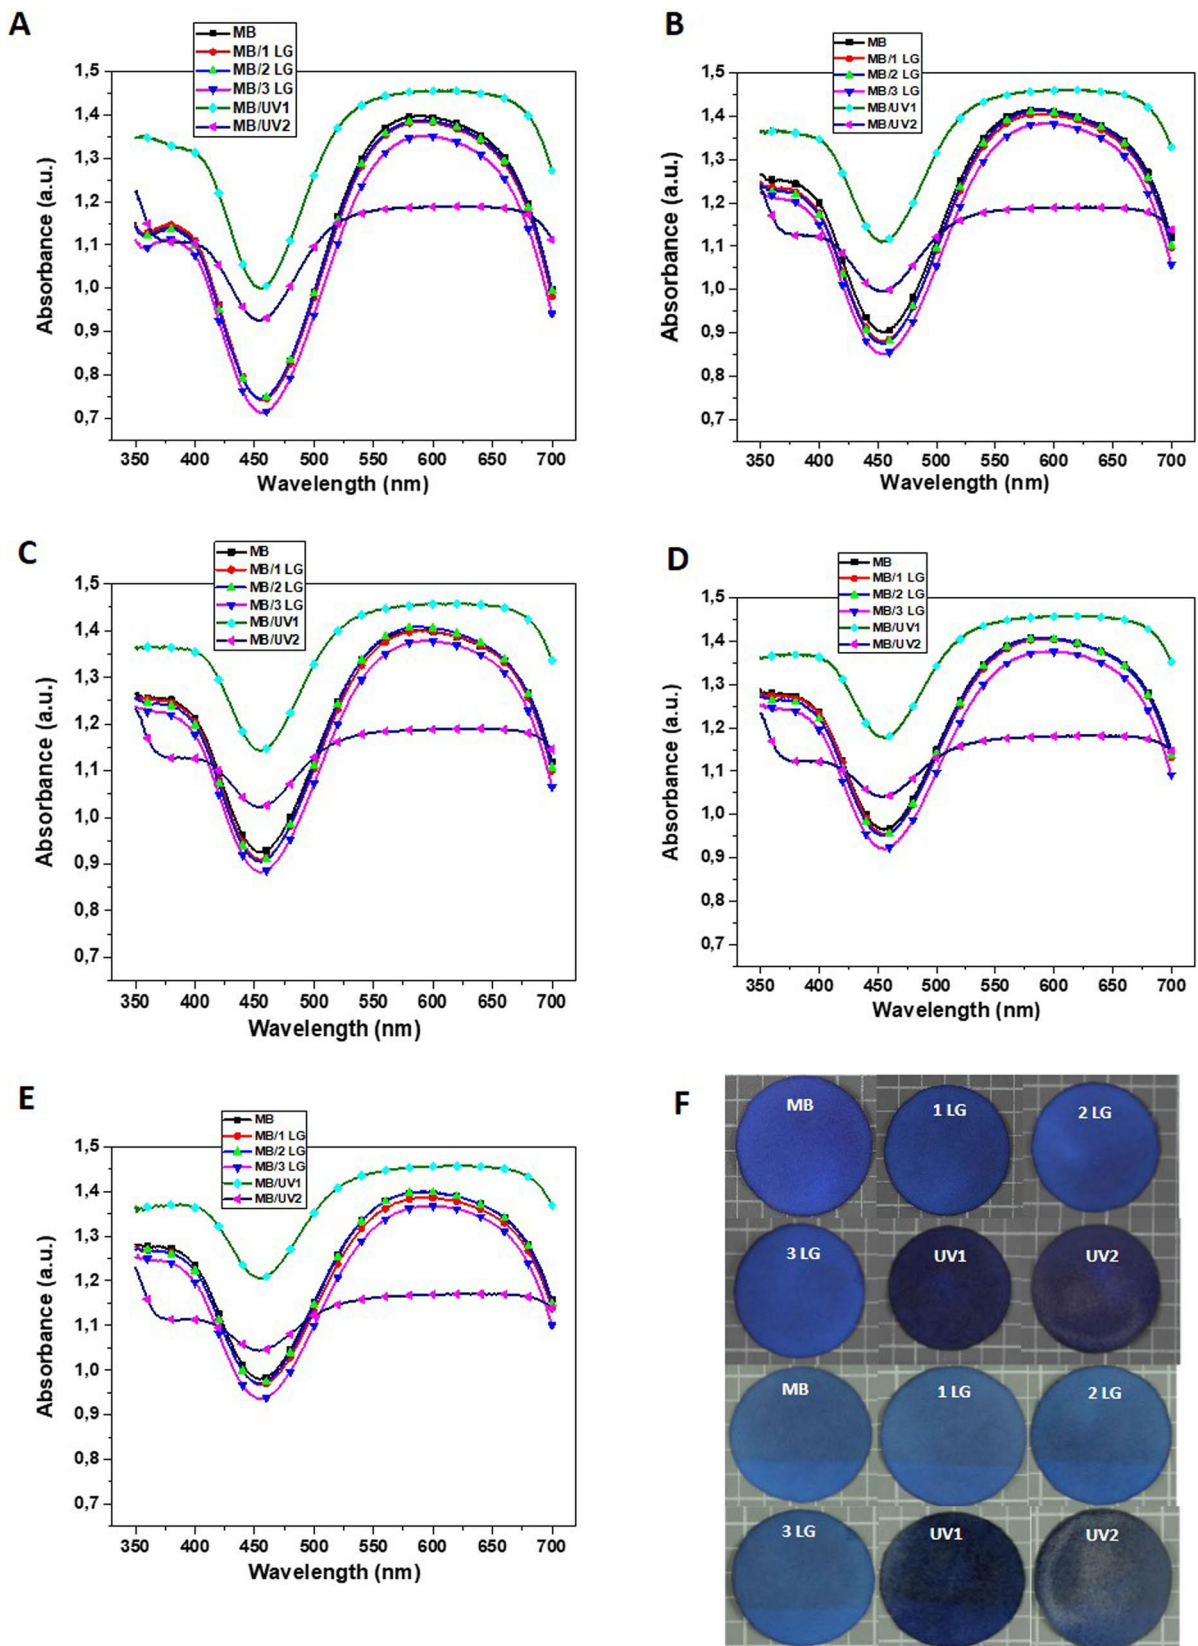 A
MB
MB/1 LG
MB/2 LG
MB/3 LG
MB/UV1
MB/UV2
1,5
1,4
1,3
1,2
1,1
1,0
0,9
0,8
0,7
Absorbance (a.u.)
350 400 450 500 550 600 650 700
Wavelength (nm)
B
MB
MB/1 LG
MB/2 LG
MB/3 LG
MB/UV1
MB/UV2
1,5
1,4
1,3
1,2
1,1
1,0
0,9
0,8
0,7
Absorbance (a.u.)
350 400 450 500 550 600 650 700
Wavelength (nm)
C
MB
MB/1 LG
MB/2 LG
MB/3 LG
MB/UV1
MB/UV2
1,5
1,4
1,3
1,2
1,1
1,0
0,9
0,8
0,7
Absorbance (a.u.)
350 400 450 500 550 600 650 700
Wavelength (nm)
D
MB
MB/1 LG
MB/2 LG
MB/3 LG
MB/UV1
MB/UV2
1,5
1,4
1,3
1,2
1,1
1,0
0,9
0,8
0,7
Absorbance (a.u.)
350 400 450 500 550 600 650 700
Wavelength (nm)
E
MB
MB/1 LG
MB/2 LG
MB/3 LG
MB/UV1
MB/UV2
1,5
1,4
1,3
1,2
1,1
1,0
0,9
0,8
0,7
Absorbance (a.u.)
350 400 450 500 550 600 650 700
Wavelength (nm)
F
MB 1 LG 2 LG
3 LG UV1 UV2
MB 1 LG 2 LG
3 LG UV1 UV2